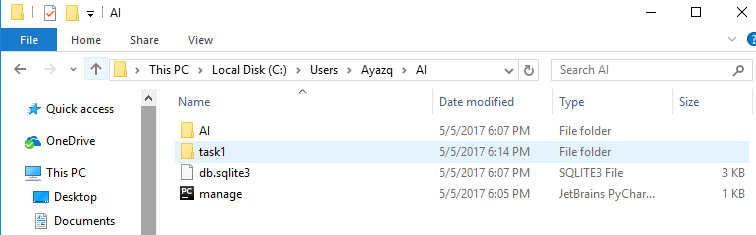 AI
File Home Share View
This PC Local Disk (C:) Users Ayazq AI Search AI
Name Date modified Type Size
Quick access
OneDrive
This PC
Desktop
Documents
AI 5/5/2017 6:07 PM File folder
task1 5/5/2017 6:14 PM File folder
db.sqlite3 5/5/2017 6:07 PM SQLITE3 File 3 KB
PC manage 5/5/2017 6:05 PM JetBrains PyChar... 1 KB